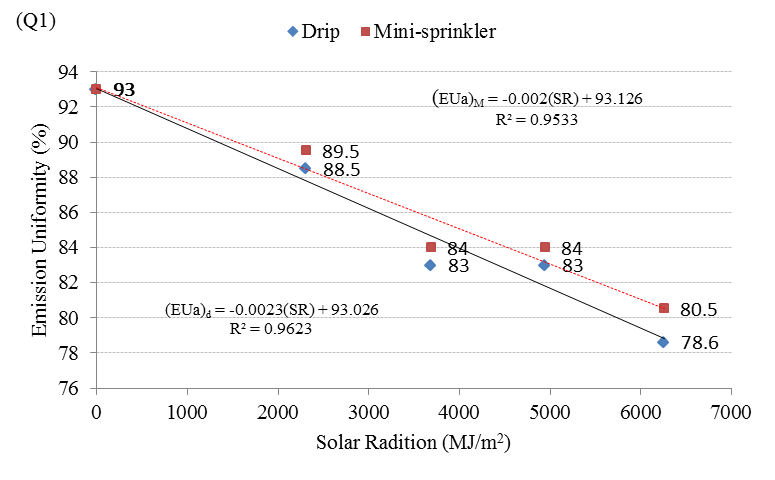 (Q1)
Drip Mini-sprinkler
94
92
90
88
86
84
82
80
78
76
Emission Uniformity (%)
93
89.5
88.5
84
83
84
83
80.5
78.6
(EUa)M = -0.002(SR) + 93.126
R² = 0.9533
(EUa)d = -0.0023(SR) + 93.026
R² = 0.9623
0 1000 2000 3000 4000 5000 6000 7000
Solar Radition (MJ/m²)